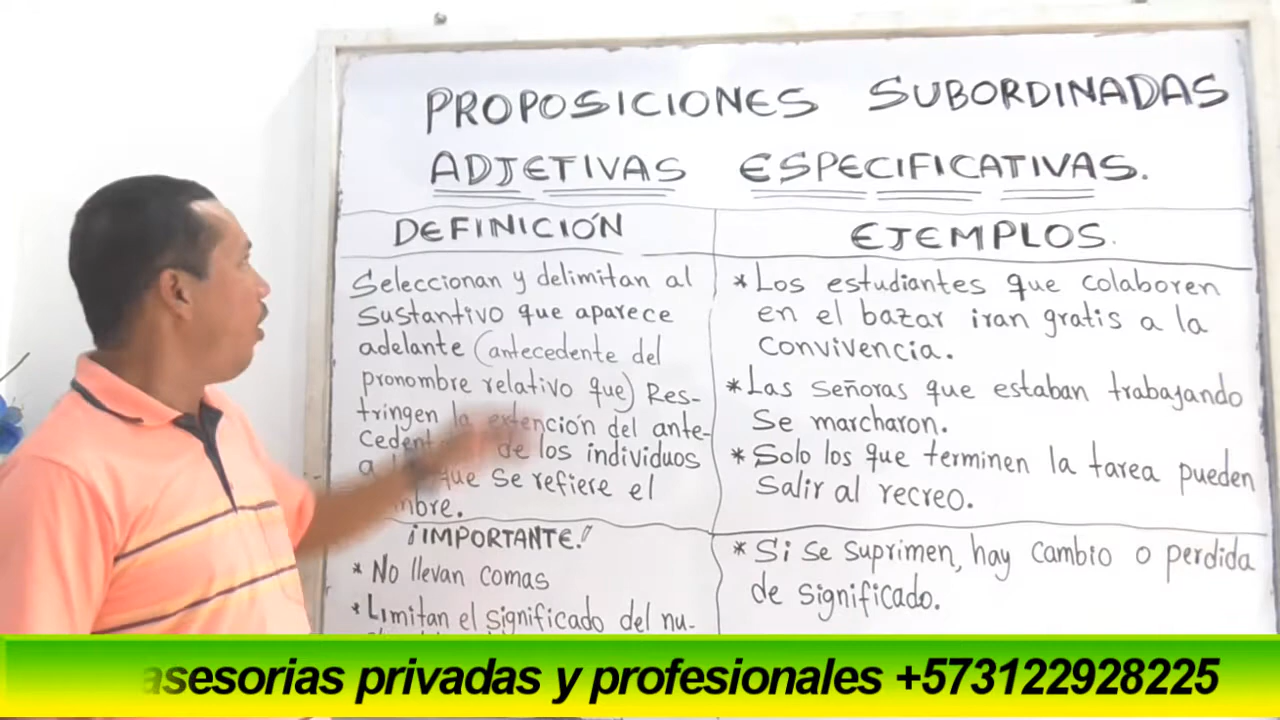 PROPOSICIONES SUBORDINADAS
ADJETIVAS ESPECIFICATIVAS.
DEFINICIÓN
Seleccionan y delimitan al
sustantivo que aparece
adelante (antecedente del
pronombre relativo que) Res-
tringen la extención del ante-
de los individuos
que se refiere el
¡IMPORTANTE!
* No llevan comas
* Limitan el significado del nu-
EJEMPLOS.
* Los estudiantes que colaboren
en el bazar iran gratis a la
convivencia.
* Las señoras que estaban trabajando
se marcharon.
* Solo los que terminen la tarea pueden
salir al recreo.
* Si se suprimen, hay cambio o perdida
de significado.
asesorias privadas y profesionales +573122928225